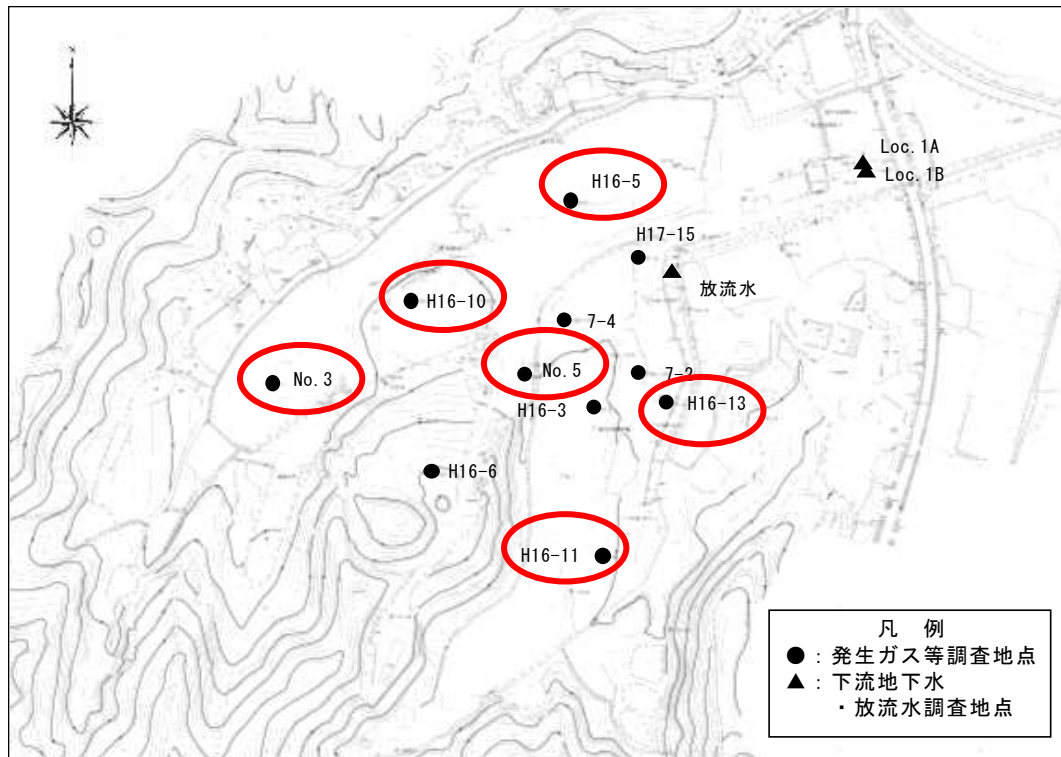 Loc.1A
Loc.1B
H16-5
H17-15
放流水
H16-10
7-4
No.5
No.3
7-2
H16-13
H16-3
H16-6
H16-11
凡 例
●：発生ガス等調査地点
▲：下流地下水
・放流水調査地点